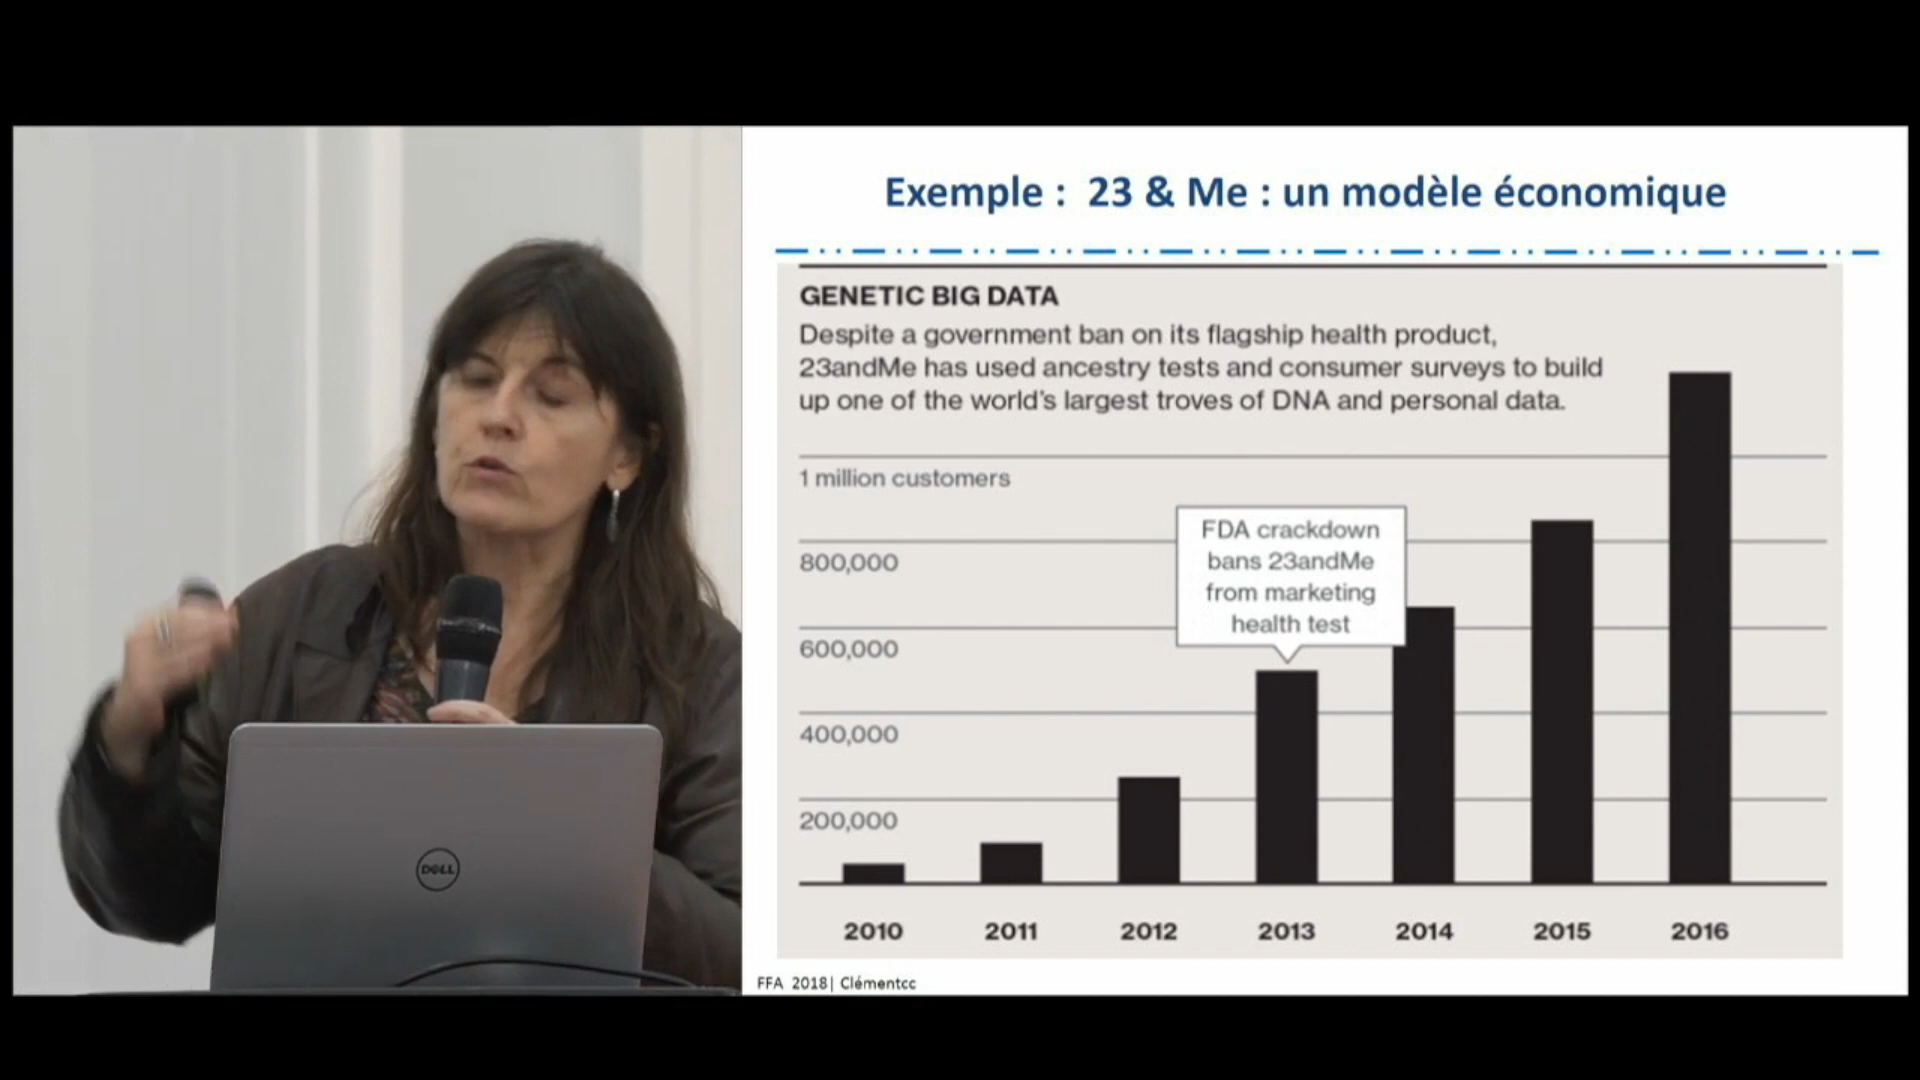 Exemple : 23 & Me : un modèle économique
GENETIC BIG DATA
Despite a government ban on its flagship health product,
23andMe has used ancestry tests and consumer surveys to build
up one of the world's largest troves of DNA and personal data.
1 million customers
FDA crackdown
bans 23andMe
from marketing
health test
800,000
600,000
400,000
200,000
2010 2011 2012 2013 2014 2015 2016
FFA 2018| Clémentcc
DELL